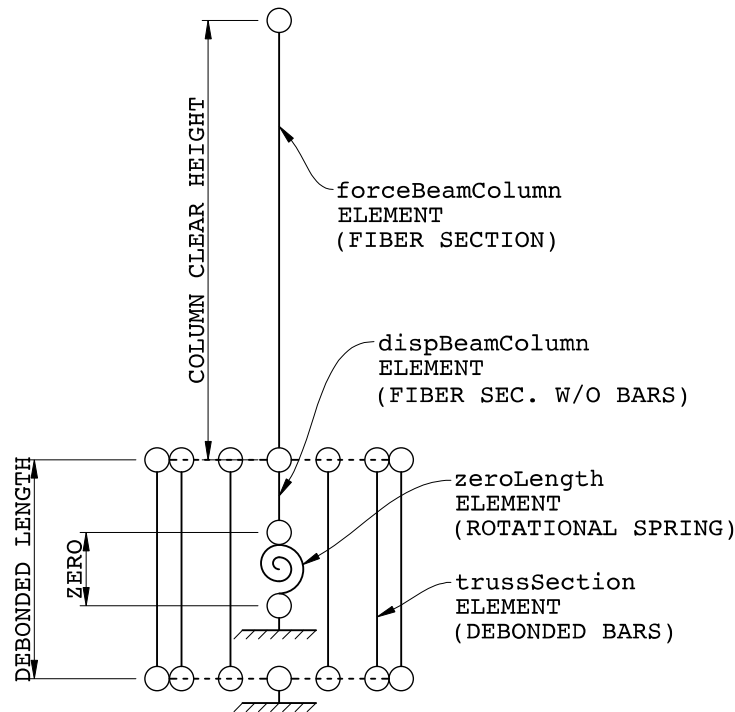 COLUMN CLEAR HEIGHT
forceBeamColumn
ELEMENT
(FIBER SECTION)
dispBeamColumn
ELEMENT
(FIBER SEC. W/O BARS)
DEBONDED LENGTH
ZERO
zeroLength
ELEMENT
(ROTATIONAL SPRING)
trussSection
ELEMENT
(DEBONDED BARS)